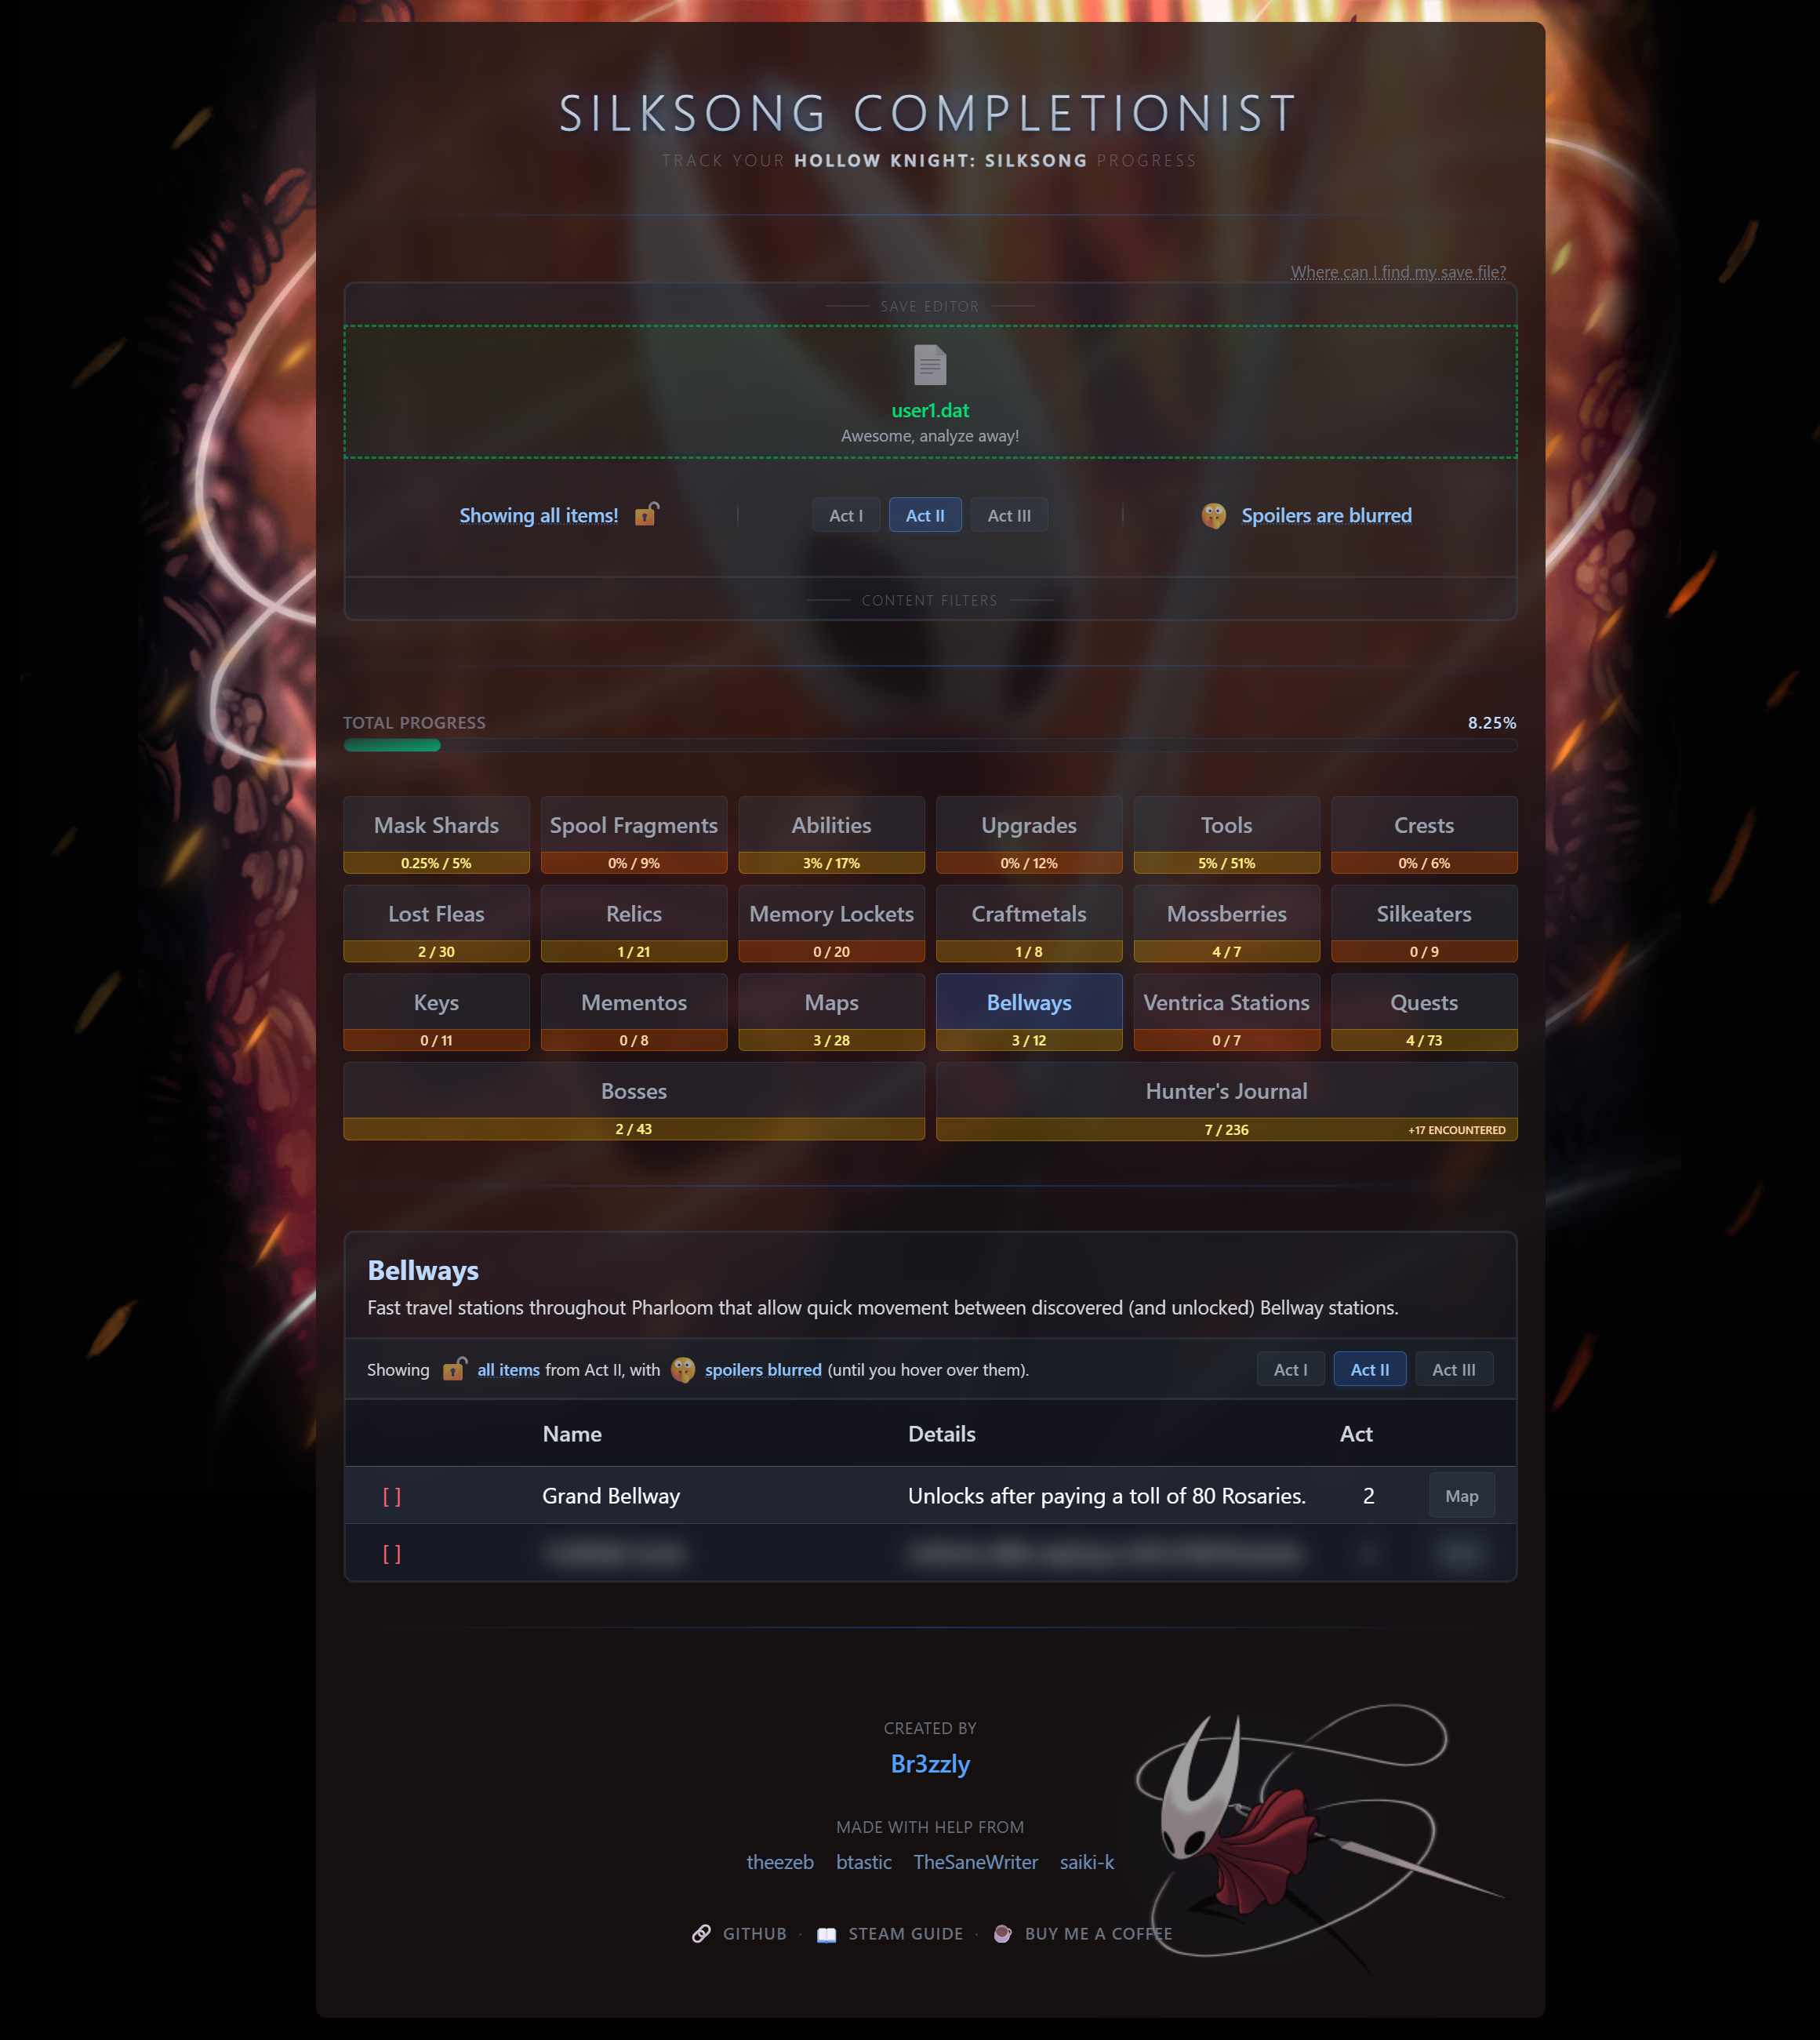 SILKSONG COMPLETIONIST
TRACK YOUR HOLLOW KNIGHT: SILKSONG PROGRESS
Where can I find my save file?
SAVE EDITOR
user1.dat
Awesome, analyze away!
Showing all items!
Act I Act II Act III
Spoilers are blurred
CONTENT FILTERS
TOTAL PROGRESS 8.25%
Mask Shards Spool Fragments Abilities Upgrades Tools Crests
0.25% / 5% 0% / 9% 3% / 17% 0% / 12% 5% / 51% 0% / 6%
Lost Fleas Relics Memory Lockets Craftmetals Mossberries Silkeaters
2 / 30 1 / 21 0 / 20 1 / 8 4 / 7 0 / 9
Keys Mementos Maps Bellways Ventrica Stations Quests
0 / 11 0 / 8 3 / 28 3 / 12 0 / 7 4 / 73
Bosses Hunter's Journal
2 / 43 7 / 236 +17 ENCOUNTERED
Bellways
Fast travel stations throughout Pharloom that allow quick movement between discovered (and unlocked) Bellway stations.
Showing all items from Act II, with spoilers blurred (until you hover over them). Act I Act II Act III
Name Details Act
[ ] Grand Bellway Unlocks after paying a toll of 80 Rosaries. 2 Map
[ ]
CREATED BY
Br3zzly
MADE WITH HELP FROM
theezeb btastic TheSaneWriter saiki-k
GITHUB · STEAM GUIDE · BUY ME A COFFEE